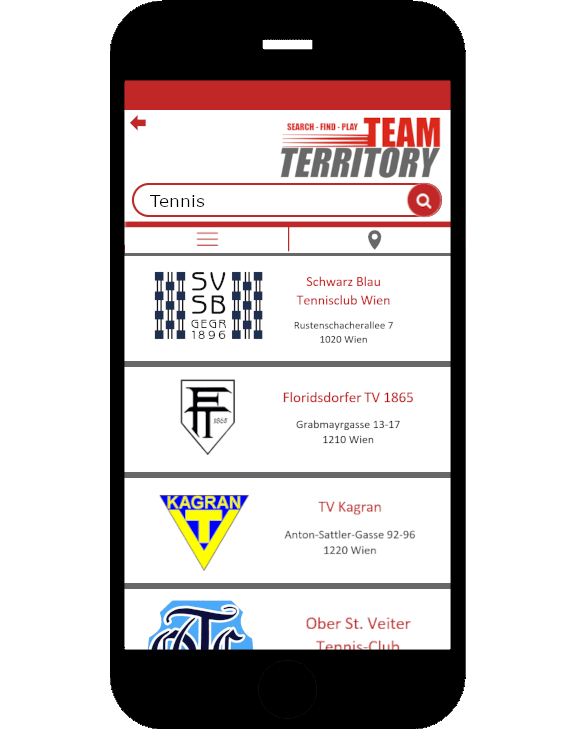 SEARCH - FIND - PLAY TEAM
TERRITORY
Tennis
SV
SB
GEGR
1896
Schwarz Blau
Tennisclub Wien
Rustenschacherallee 7
1020 Wien
FT
1865
Floridsdorfer TV 1865
Grabmayrgasse 13-17
1210 Wien
KAGRAN
T
TV Kagran
Anton-Sattler-Gasse 92-96
1220 Wien
Ober St. Veiter
Tennis-Club